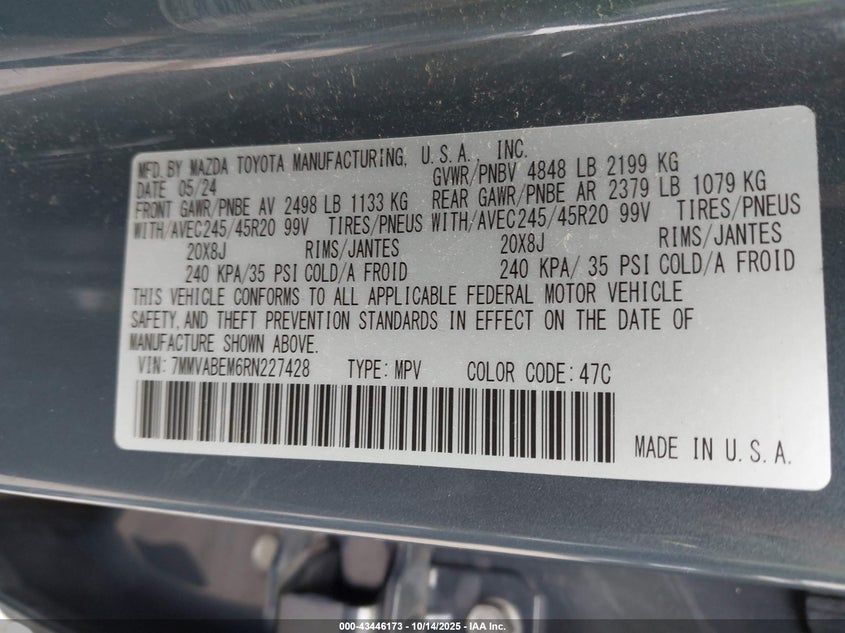 MFD. BY MAZDA TOYOTA MANUFACTURING, U.S.A., INC.
DATE 05/24 GVWR/PNBV 4848 LB 2199 KG
FRONT GAWR/PNBE AV 2498 LB 1133 KG REAR GAWR/PNBE AR 2379 LB 1079 KG
WITH/AVEC245/45R20 99V TIRES/PNEUS WITH/AVEC245/45R20 99V TIRES/PNEUS
20X8J RIMS/JANTES 20X8J RIMS/JANTES
240 KPA/35 PSI COLD/A FROID 240 KPA/ 35 PSI COLD/A FROID
THIS VEHICLE CONFORMS TO ALL APPLICABLE FEDERAL MOTOR VEHICLE
SAFETY, AND THEFT PREVENTION STANDARDS IN EFFECT ON THE DATE OF
MANUFACTURE SHOWN ABOVE.
VIN: 7MMVABEM6RN227428 TYPE: MPV COLOR CODE: 47C
MADE IN U.S.A.
000-43446173 - 10/14/2025 - IAA Inc.